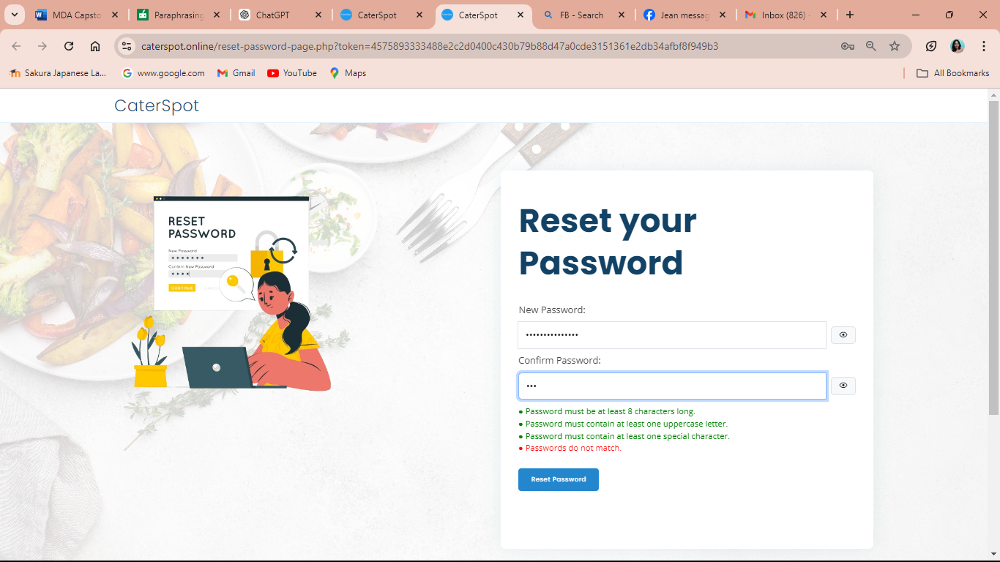 MDA Capsto
Paraphrasing
ChatGPT
CaterSpot
CaterSpot
FB - Search
Jean messag
Inbox (826) -
caterspot.online/reset-password-page.php?token=4575893333488e2c2d0400c430b79b88d47a0cde3151361e2db34afbf8f949b3
Sakura Japanese La...
www.google.com
Gmail
YouTube
Maps
All Bookmarks
CaterSpot
RESET
PASSWORD
New Password
Confirm New Password
CONTINUE
Reset your
Password
New Password:
Confirm Password:
● Password must be at least 8 characters long.
● Password must contain at least one uppercase letter.
● Password must contain at least one special character.
● Passwords do not match.
Reset Password